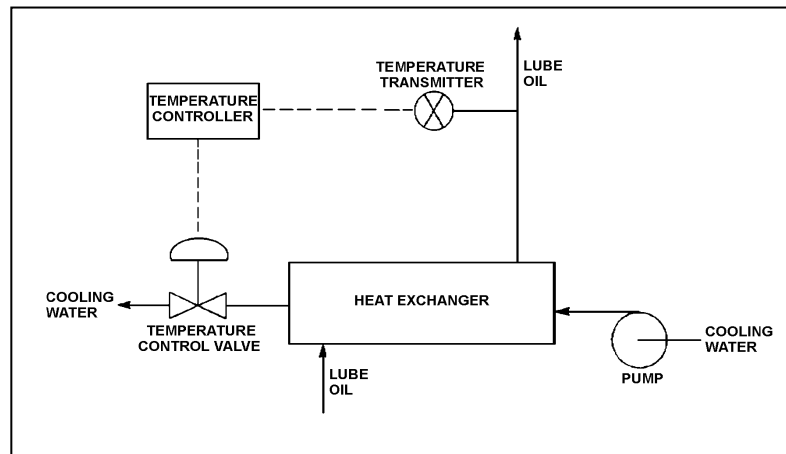 TEMPERATURE
TRANSMITTER
LUBE
OIL
TEMPERATURE
CONTROLLER
HEAT EXCHANGER
COOLING
WATER
TEMPERATURE
CONTROL VALVE
COOLING
WATER
PUMP
LUBE
OIL